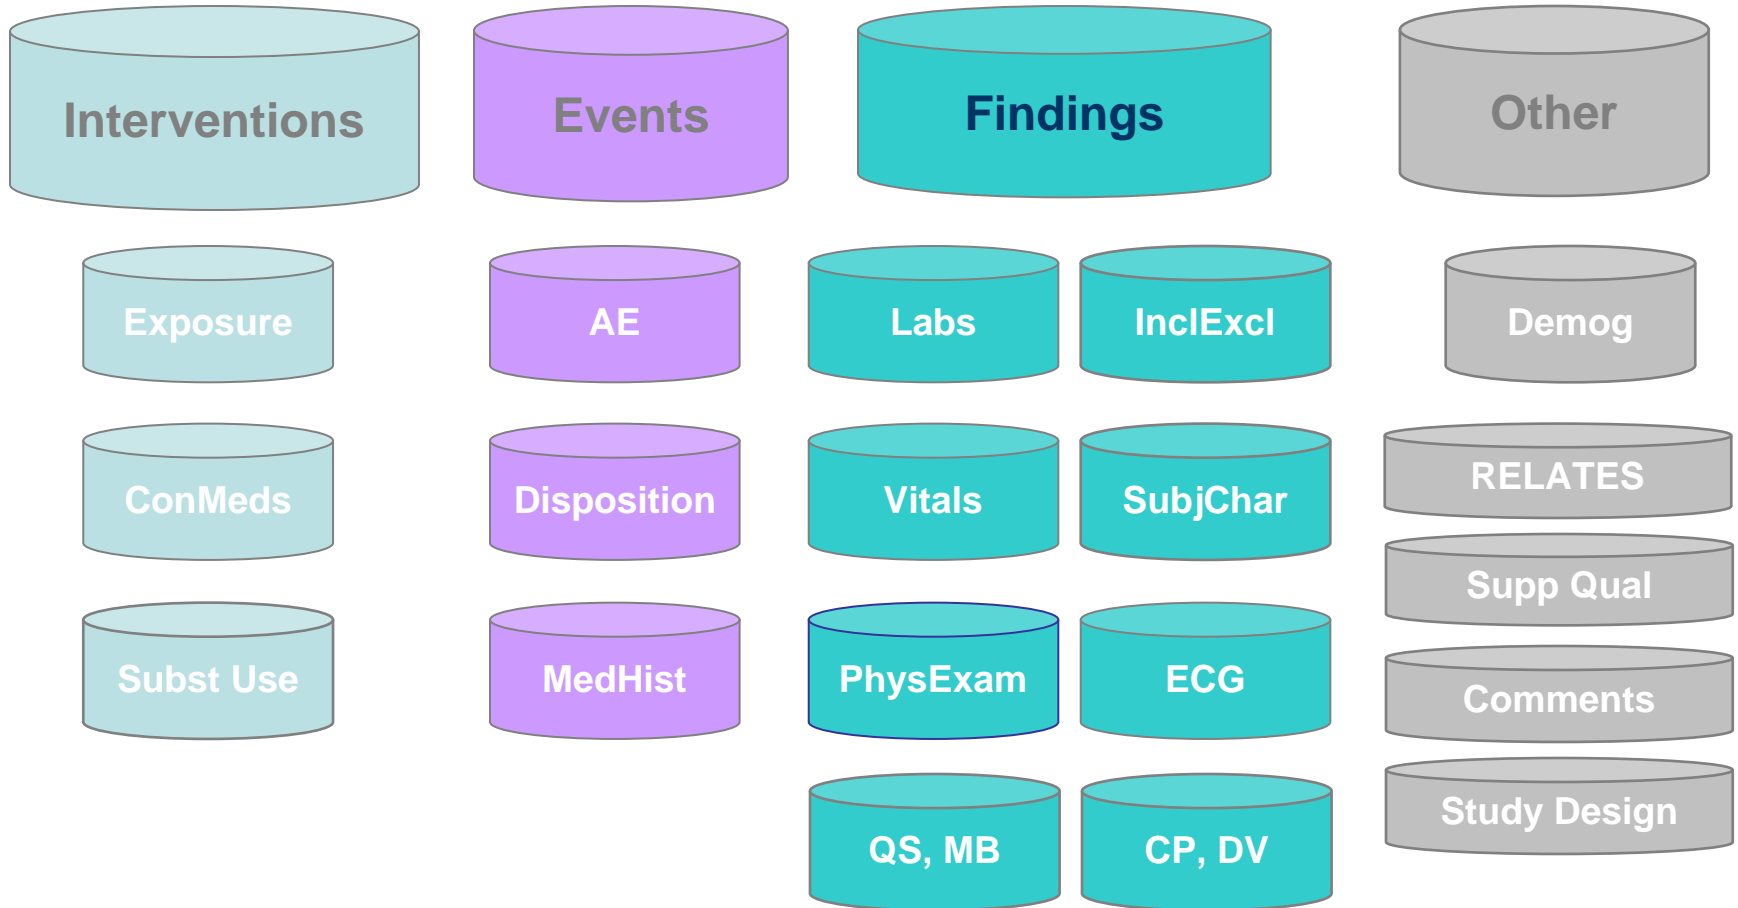 Interventions
Events
Findings
Other
Exposure
AE
Labs
InclExcl
Demog
ConMeds
Disposition
Vitals
SubjChar
RELATES
Supp Qual
Subst Use
MedHist
PhysExam
ECG
Comments
Study Design
QS, MB
CP, DV